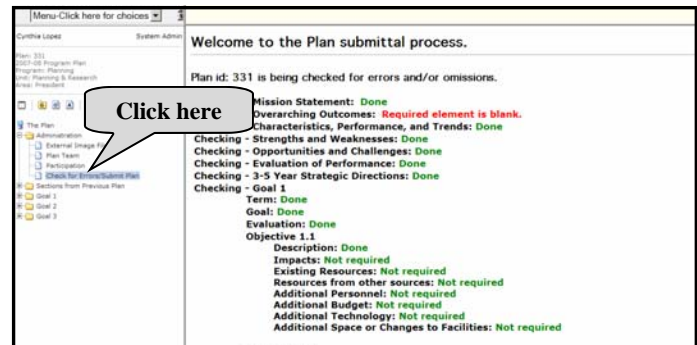 Menu-Click here for choices
Cynthia Lopez System Admin
Plan: 331
2007-08 Program Plan
Program: Planning
Unit: Planning & Research
Area: President
The Plan
Administration
External Image
Plan Team
Participation
Check for Errors/Submit Plan
Sections from Previous Plan
Goal 1
Goal 2
Goal 3
Click here
Welcome to the Plan submittal process.
Plan id: 331 is being checked for errors and/or omissions.
Mission Statement: Done
Overarching Outcomes: Required element is blank.
Characteristics, Performance, and Trends: Done
Checking - Strengths and Weaknesses: Done
Checking - Opportunities and Challenges: Done
Checking - Evaluation of Performance: Done
Checking - 3-5 Year Strategic Directions: Done
Checking - Goal 1
Term: Done
Goal: Done
Evaluation: Done
Objective 1.1
Description: Done
Impacts: Not required
Existing Resources: Not required
Resources from other sources: Not required
Additional Personnel: Not required
Additional Budget: Not required
Additional Technology: Not required
Additional Space or Changes to Facilities: Not required